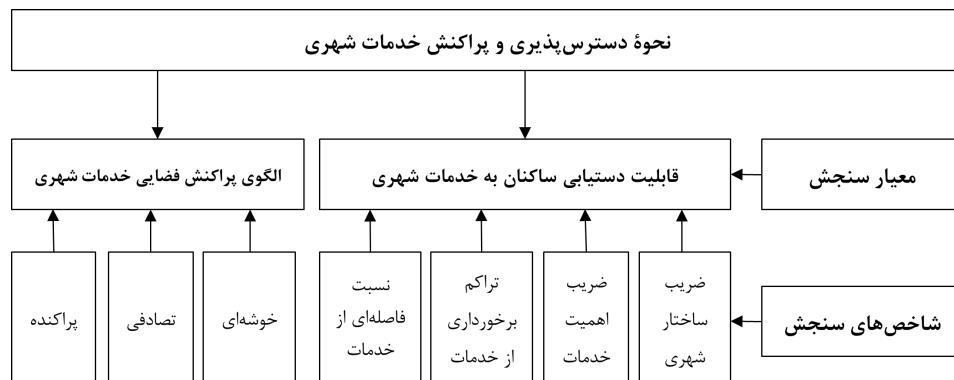 نحوهٔ دسترس‌پذیری و پراکنش خدمات شهری
معیار سنجش
قابلیت دستیابی ساکنان به خدمات شهری
الگوی پراکنش فضایی خدمات شهری
شاخص‌های سنجش
ضریب
ساختار
شهری
ضریب
اهمیت
خدمات
تراکم
برخورداری
از خدمات
نسبت
فاصله‌ای از
خدمات
خوشه‌ای
تصادفی
پراکنده